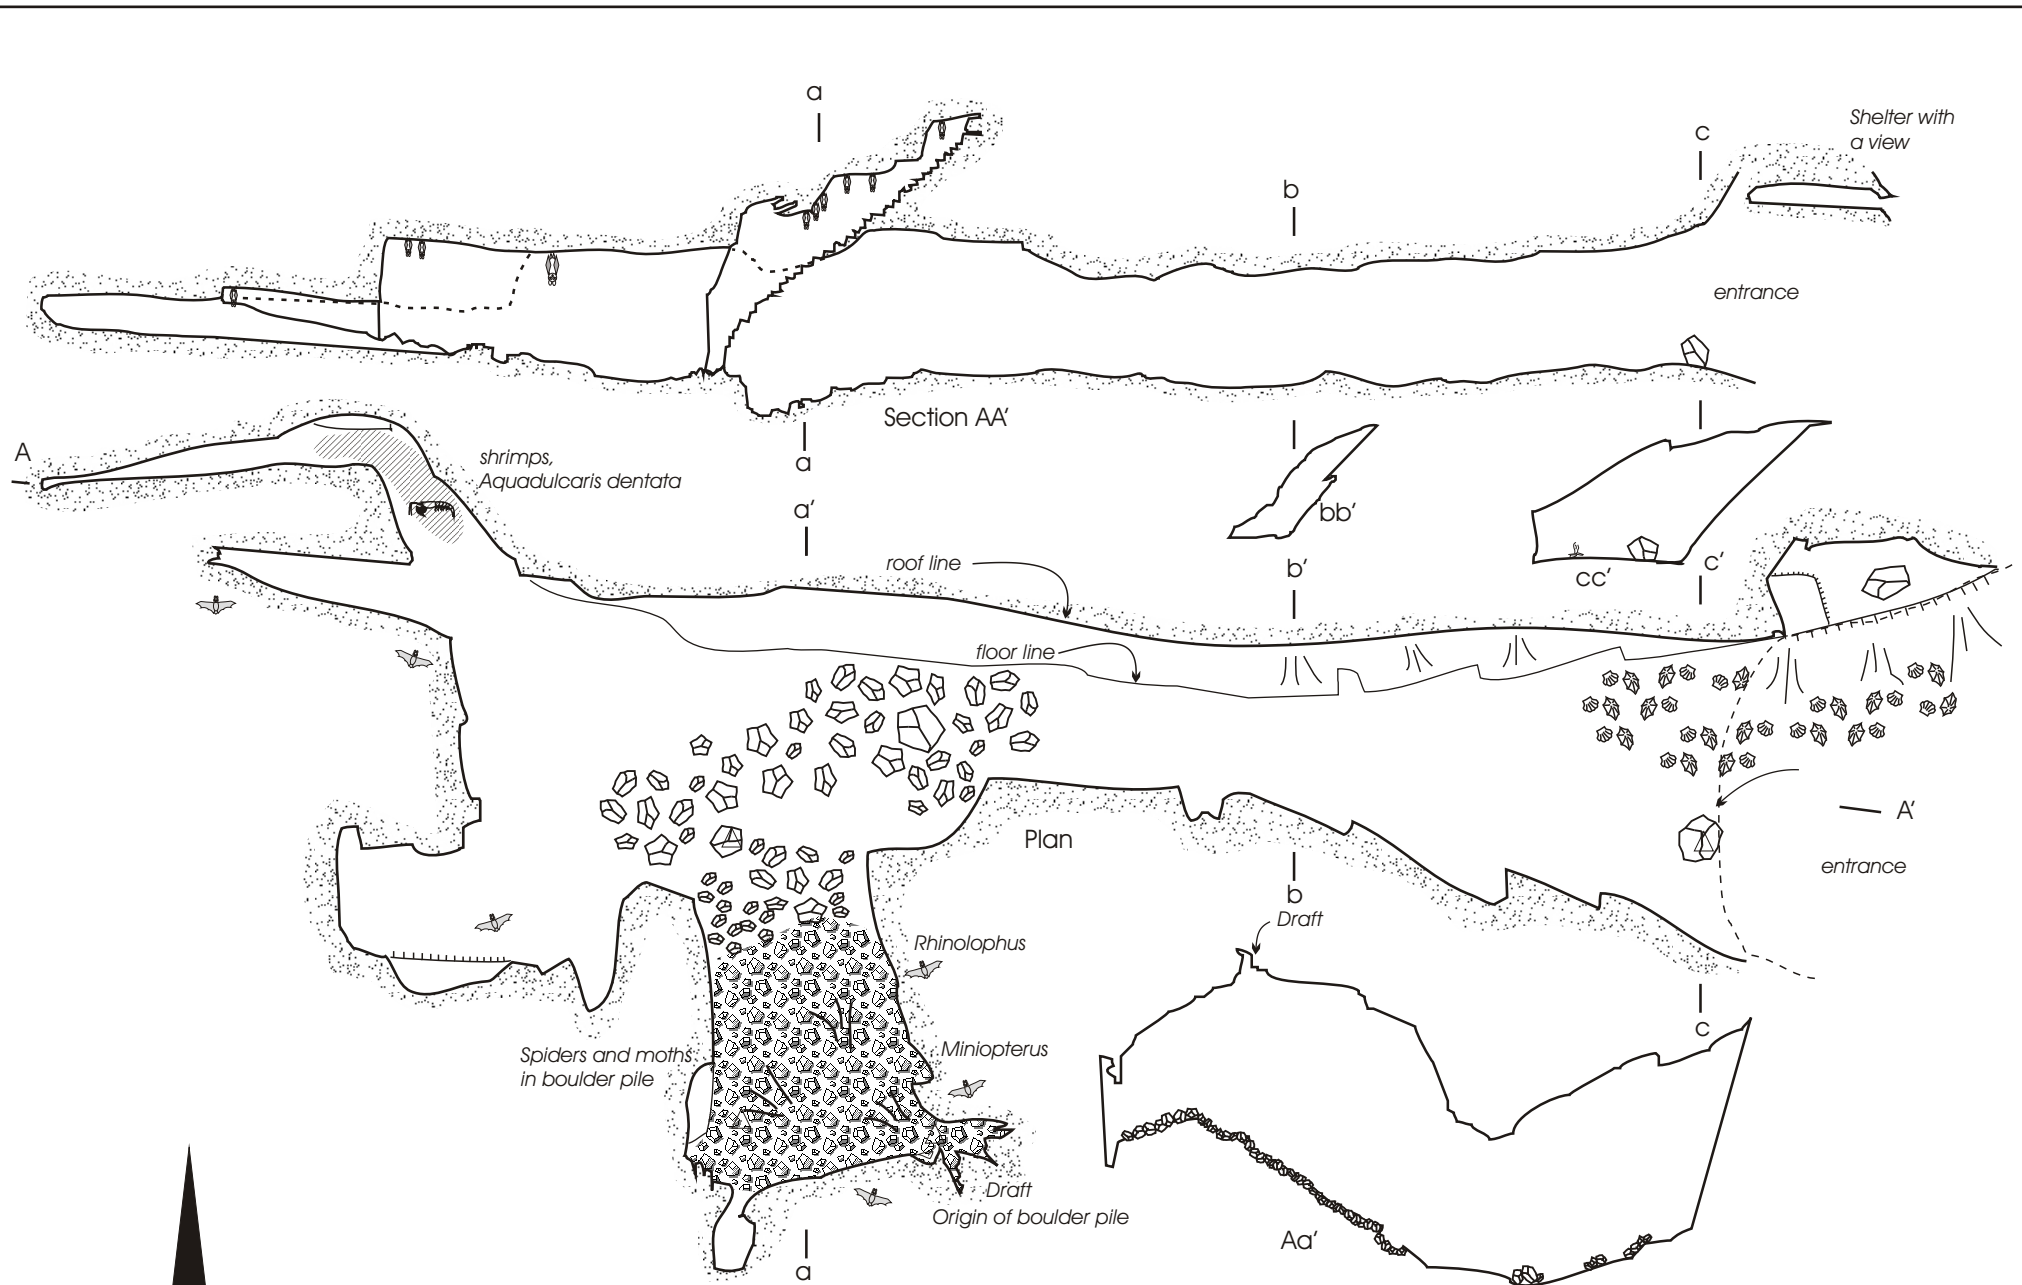 a
Shelter with
a view
c
b
entrance
Section AA'
A
a
shrimps,
Aquadulcaris dentata
a'
bb'
roof line
b'
cc'
c'
floor line
A'
Plan
entrance
b
Draft
Rhinolophus
c
Miniopterus
Spiders and moths
in boulder pile
Draft
Origin of boulder pile
Aa'
a